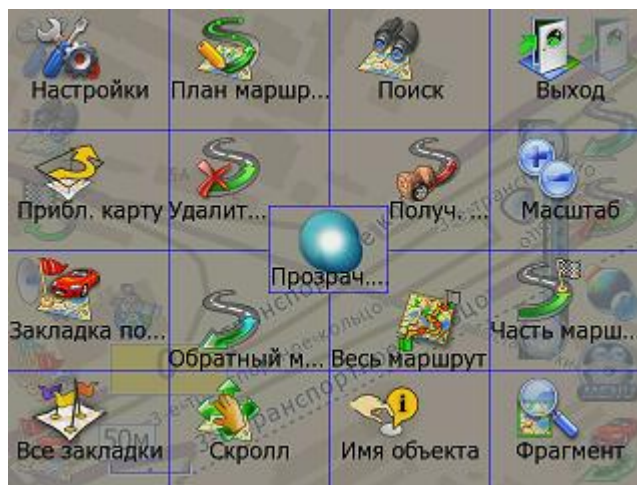 Настройки
План маршр...
Поиск
Выход
Прибл. карту
Удалит...
Получ. ...
Масштаб
Прозрач....
Закладка по...
Обратный м...
Весь маршрут
Часть марш...
Все закладки
Скролл
Имя объекта
Фрагмент
50м